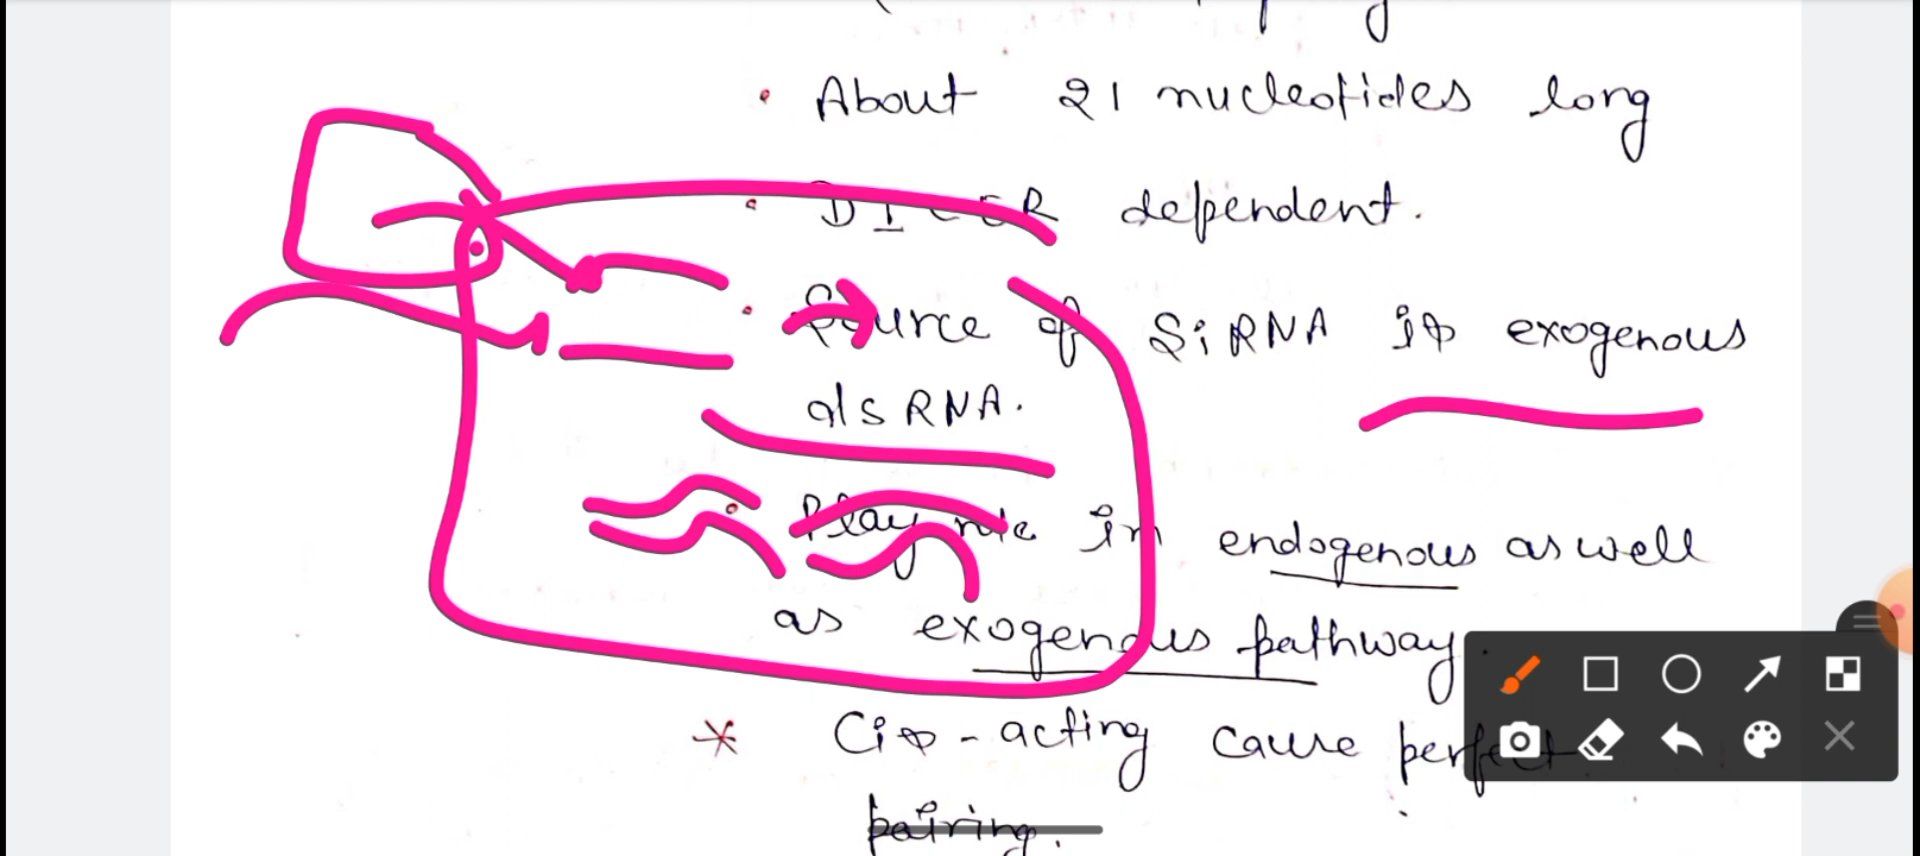 • About 21 nucleotides long
• DICER dependent.
• Source of SiRNA is exogenous
dsRNA.
• Play role in endogenous as well
as exogenous pathway.
* Cis-acting cause perfect
pairing.